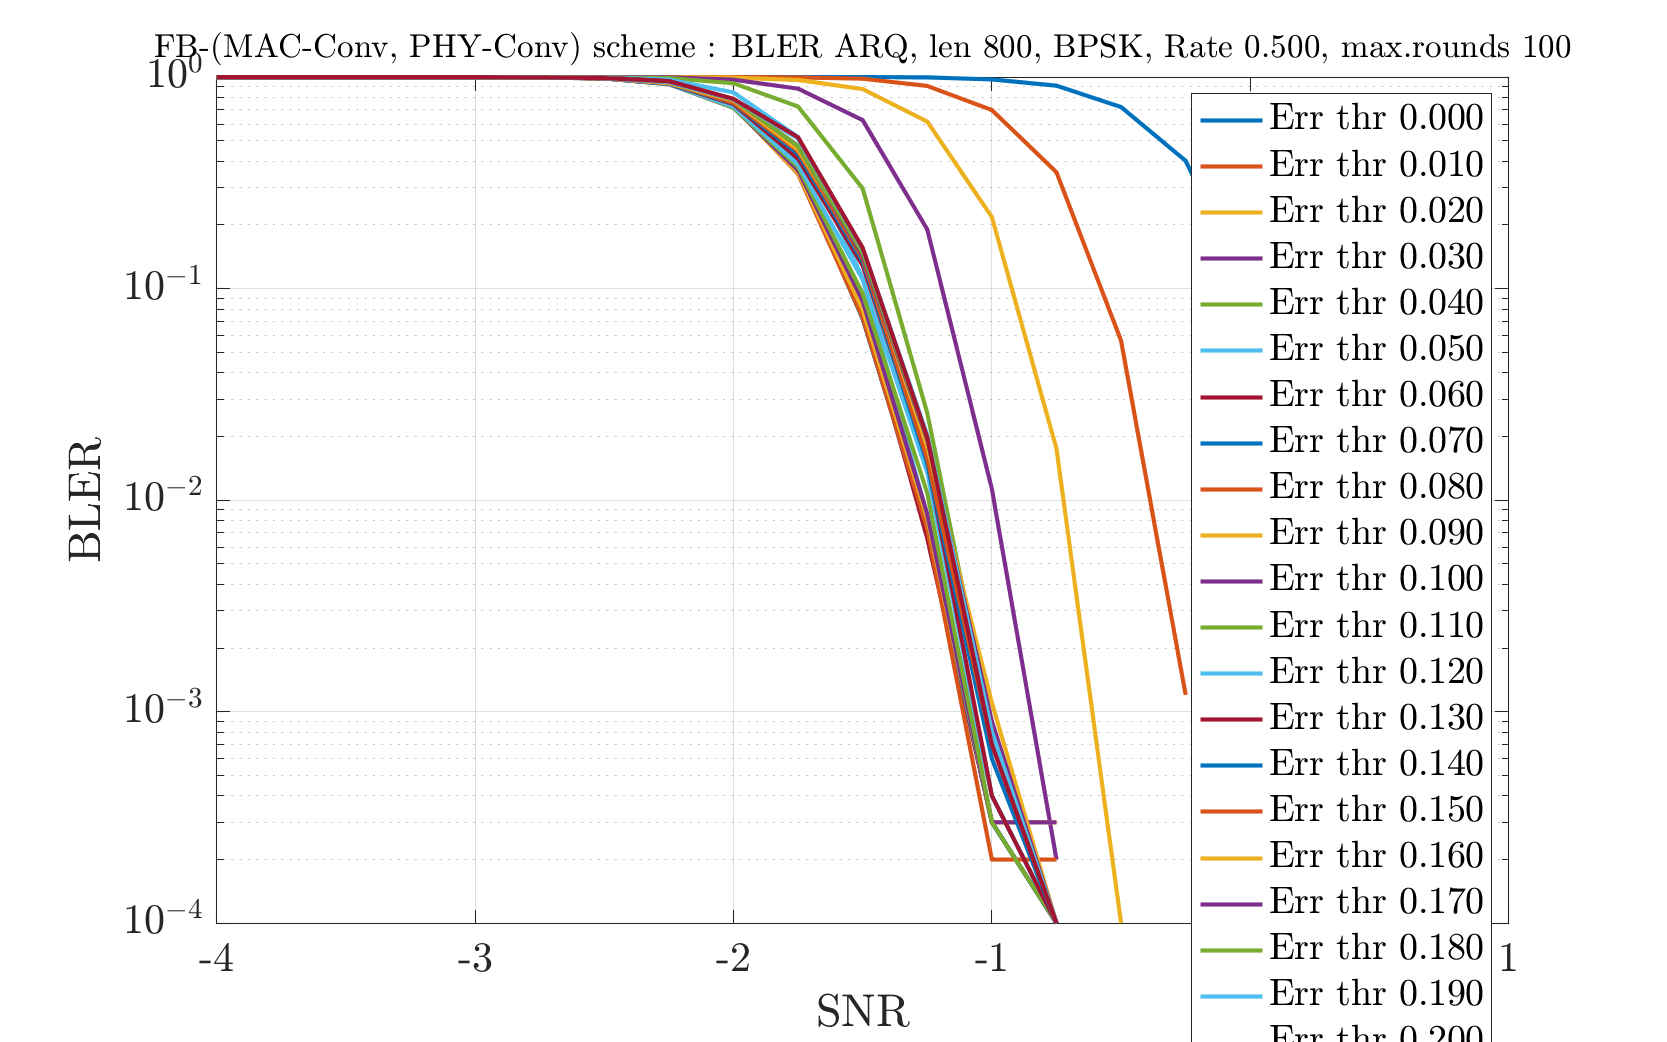 FB-(MAC-Conv, PHY-Conv) scheme : BLER ARQ, len 800, BPSK, Rate 0.500, max.rounds 100
10^0
10^-1
10^-2
10^-3
10^-4
BLER
-4 -3 -2 -1 1
SNR
Err thr 0.000
Err thr 0.010
Err thr 0.020
Err thr 0.030
Err thr 0.040
Err thr 0.050
Err thr 0.060
Err thr 0.070
Err thr 0.080
Err thr 0.090
Err thr 0.100
Err thr 0.110
Err thr 0.120
Err thr 0.130
Err thr 0.140
Err thr 0.150
Err thr 0.160
Err thr 0.170
Err thr 0.180
Err thr 0.190
Err thr 0.200